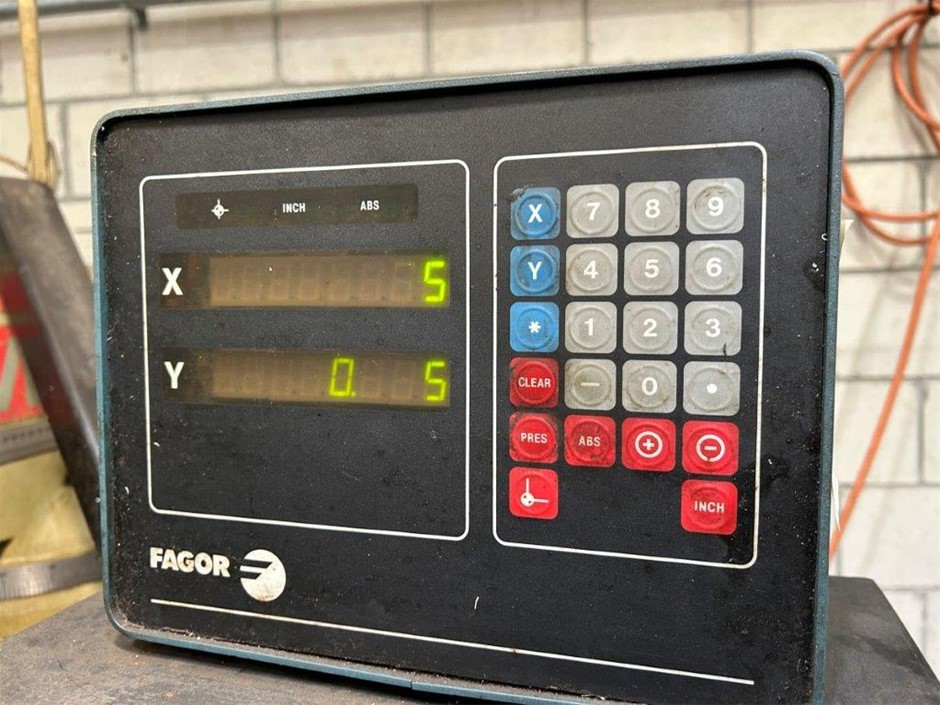 INCH ABS
X 5
Y 0. 5
X 7 8 9
Y 4 5 6
* 1 2 3
CLEAR - 0 .
PRES ABS + -
INCH
FAGOR